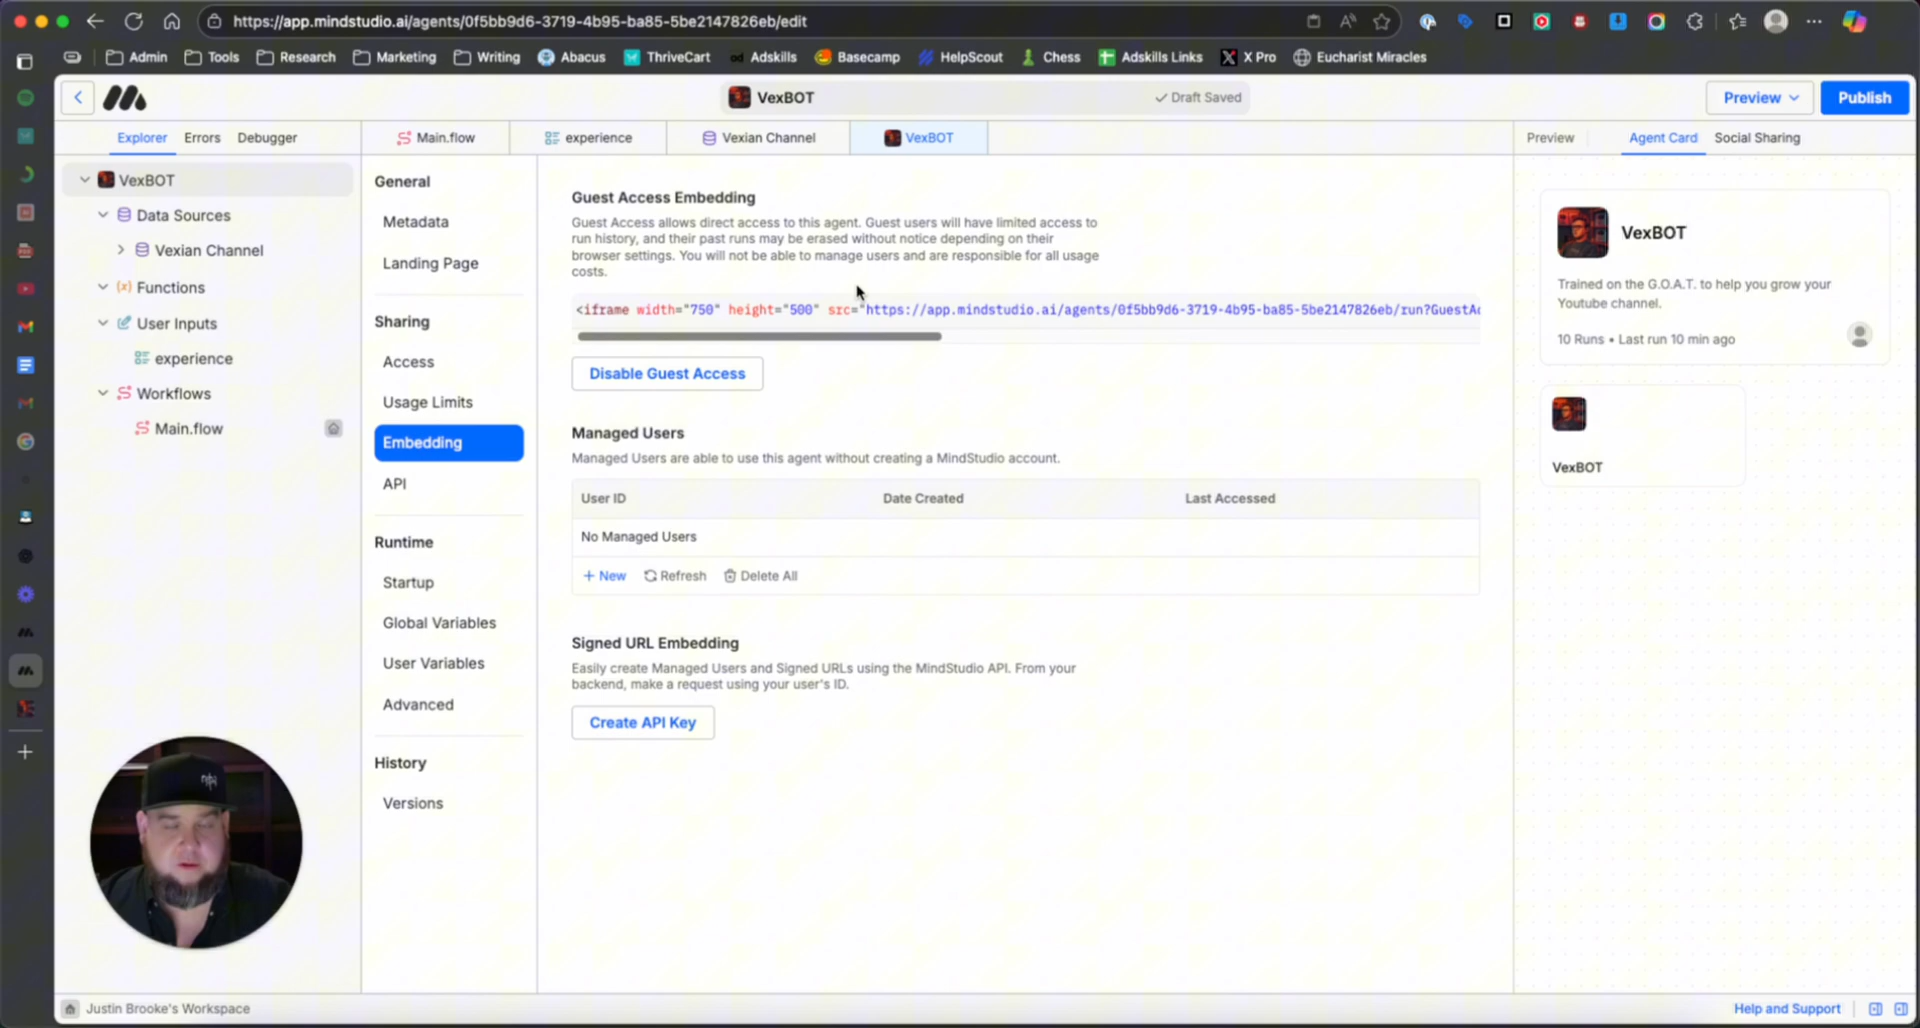 https://app.mindstudio.ai/agents/0f5bb9d6-3719-4b95-ba85-5be2147826eb/edit
Admin Tools Research Marketing Writing Abacus ThriveCart Adskills Basecamp HelpScout Chess Adskills Links X Pro Eucharist Miracles
VexBOT
Draft Saved
Preview
Publish
Explorer Errors Debugger
Main.flow experience Vexian Channel VexBOT
Preview Agent Card Social Sharing
VexBOT
Data Sources
Vexian Channel
Functions
User Inputs
experience
Workflows
Main.flow
General
Metadata
Landing Page
Sharing
Access
Usage Limits
Embedding
API
Runtime
Startup
Global Variables
User Variables
Advanced
History
Versions
Guest Access Embedding
Guest Access allows direct access to this agent. Guest users will have limited access to
run history, and their past runs may be erased without notice depending on their
browser settings. You will not be able to manage users and are responsible for all usage
costs.
<iframe width="750" height="500" src="https://app.mindstudio.ai/agents/0f5bb9d6-3719-4b95-ba85-5be2147826eb/run?GuestAc
Disable Guest Access
Managed Users
Managed Users are able to use this agent without creating a MindStudio account.
User ID Date Created Last Accessed
No Managed Users
+ New Refresh Delete All
Signed URL Embedding
Easily create Managed Users and Signed URLs using the MindStudio API. From your
backend, make a request using your user's ID.
Create API Key
VexBOT
Trained on the G.O.A.T. to help you grow your
Youtube channel.
10 Runs • Last run 10 min ago
VexBOT
Justin Brooke's Workspace
Help and Support